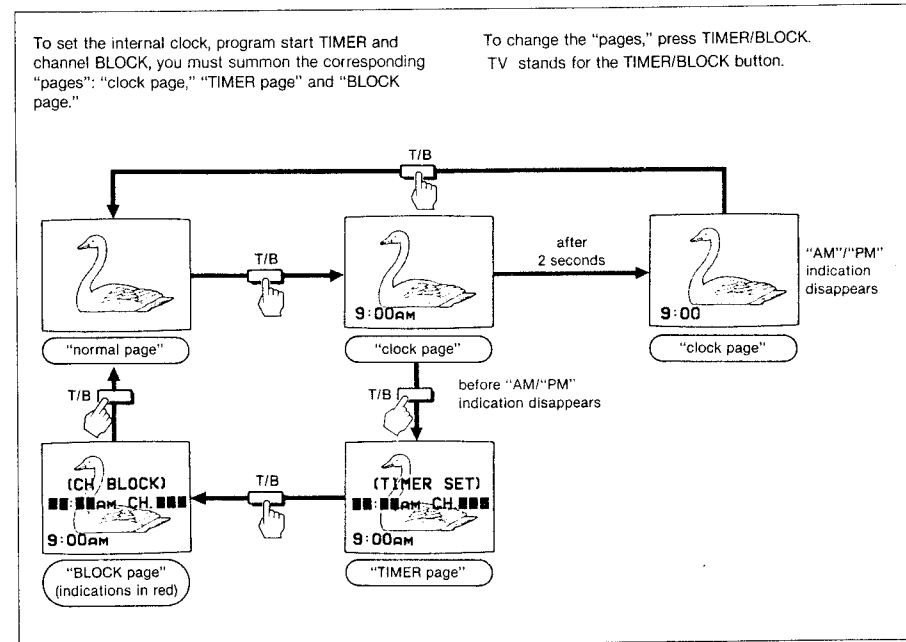 To set the internal clock, program start TIMER and
channel BLOCK, you must summon the corresponding
"pages": "clock page," "TIMER page" and "BLOCK
page."
To change the "pages," press TIMER/BLOCK.
TV stands for the TIMER/BLOCK button.
T/B
T/B
after
2 seconds
"AM"/"PM"
indication
disappears
9:00AM
9:00
"normal page"
"clock page"
"clock page"
T/B
T/B
before "AM/"PM"
indication disappears
(CH BLOCK)
■■:■■AM CH.■■■
9:00AM
T/B
(TIMER SET)
■■:■■AM CH.■■■
9:00AM
"BLOCK page"
(indications in red)
"TIMER page"